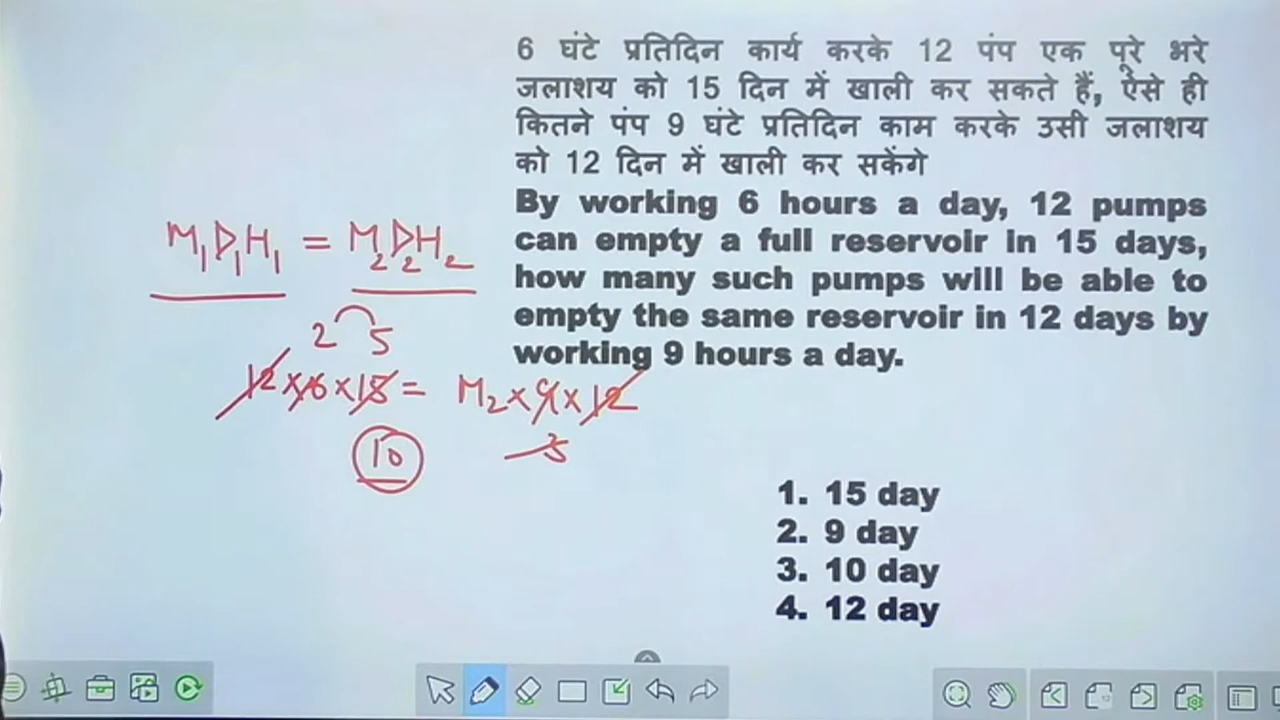 6 घंटे प्रतिदिन कार्य करके 12 पंप एक पूरे भरे
जलाशय को 15 दिन में खाली कर सकते हैं, ऐसे ही
कितने पंप 9 घंटे प्रतिदिन काम करके उसी जलाशय
को 12 दिन में खाली कर सकेंगे
By working 6 hours a day, 12 pumps
can empty a full reservoir in 15 days,
how many such pumps will be able to
empty the same reservoir in 12 days by
working 9 hours a day.
M₁D₁H₁ = M₂D₂H₂
2 5
12×6×15 = M₂×9×12
10 3
1. 15 day
2. 9 day
3. 10 day
4. 12 day